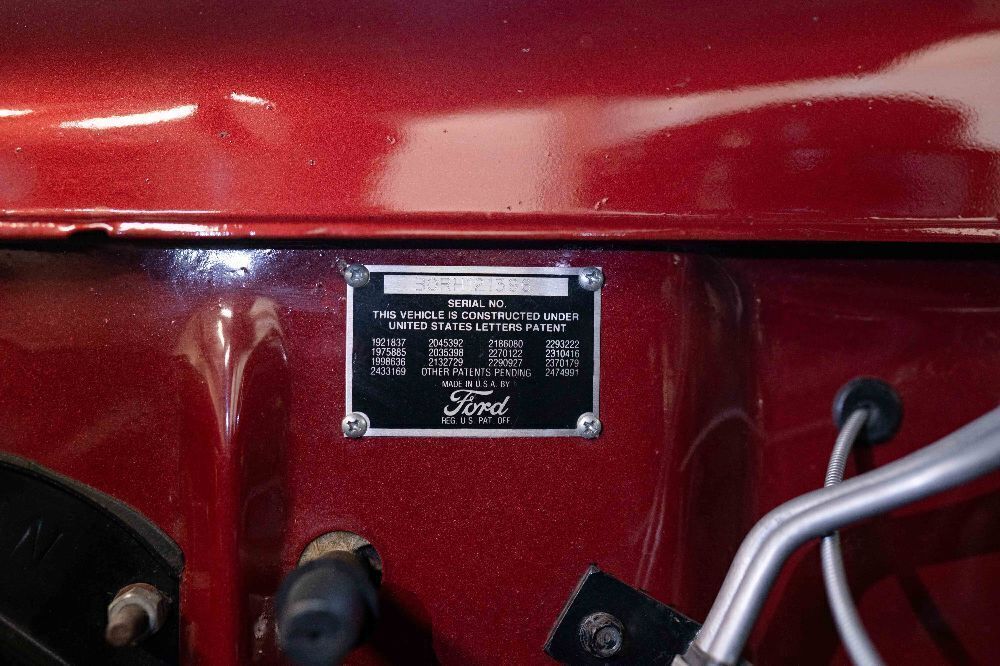 SERIAL NO.
THIS VEHICLE IS CONSTRUCTED UNDER
UNITED STATES LETTERS PATENT
1921837 2045392 2186080 2293222
1975885 2035398 2270122 2310416
1998636 2132729 2290927 2370179
2433169 OTHER PATENTS PENDING 2474991
MADE IN U.S.A. BY
Ford
REG. U.S. PAT. OFF